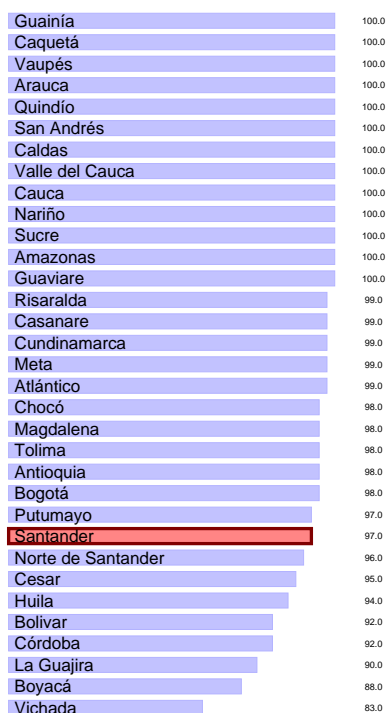 Guainía 100.0
Caquetá 100.0
Vaupés 100.0
Arauca 100.0
Quindío 100.0
San Andrés 100.0
Caldas 100.0
Valle del Cauca 100.0
Cauca 100.0
Nariño 100.0
Sucre 100.0
Amazonas 100.0
Guaviare 100.0
Risaralda 99.0
Casanare 99.0
Cundinamarca 99.0
Meta 99.0
Atlántico 99.0
Chocó 98.0
Magdalena 98.0
Tolima 98.0
Antioquia 98.0
Bogotá 98.0
Putumayo 97.0
Santander 97.0
Norte de Santander 96.0
Cesar 95.0
Huila 94.0
Bolivar 92.0
Córdoba 92.0
La Guajira 90.0
Boyacá 88.0
Vichada 83.0